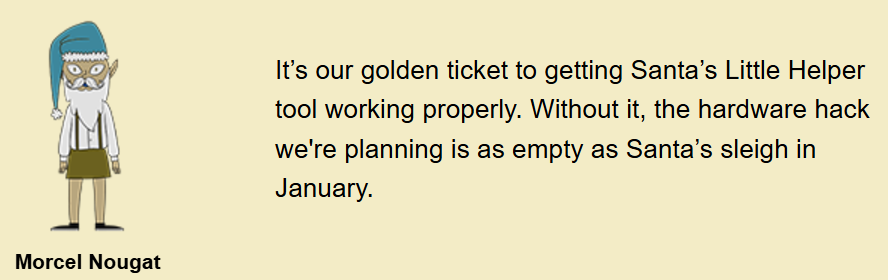 It’s our golden ticket to getting Santa’s Little Helper
tool working properly. Without it, the hardware hack
we're planning is as empty as Santa’s sleigh in
January.
Morcel Nougat